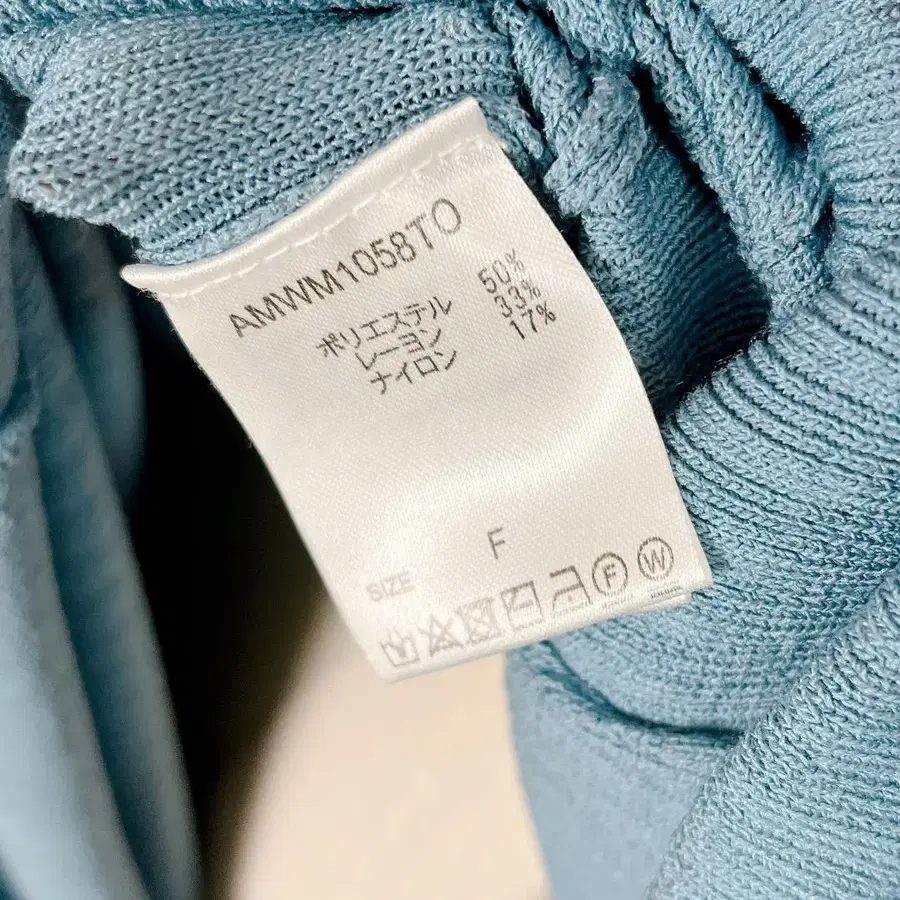 AMWM1058TO
ポリエステル 50%
レーヨン 33%
ナイロン 17%
SIZE F
F W